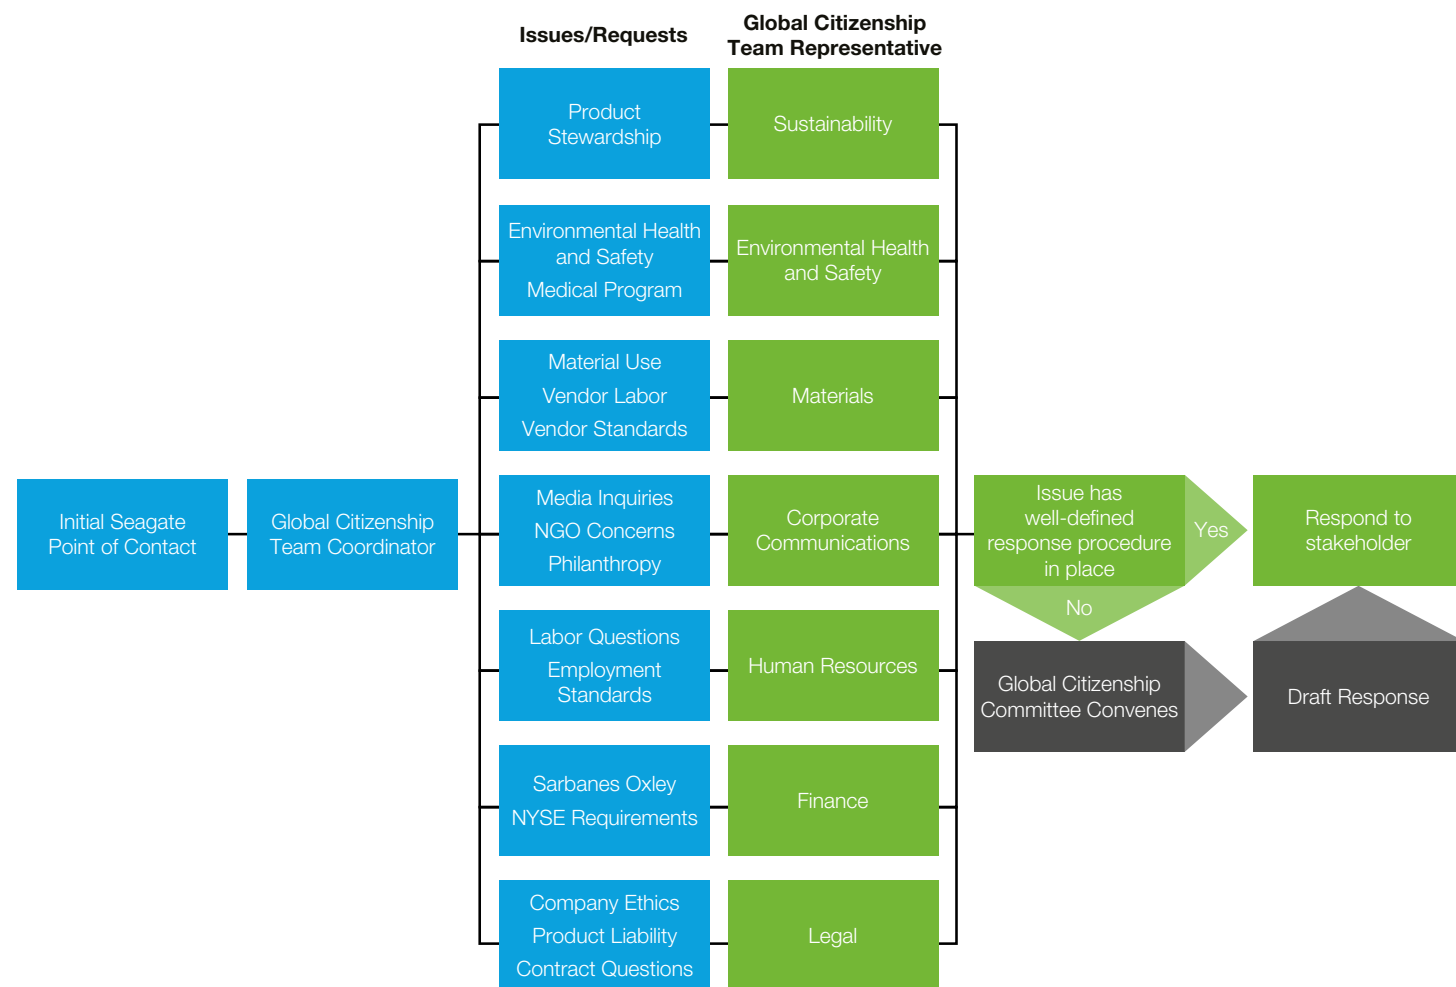 Issues/Requests
Global Citizenship
Team Representative
Product
Stewardship
Sustainability
Environmental Health
and Safety
Medical Program
Environmental Health
and Safety
Material Use
Vendor Labor
Vendor Standards
Materials
Initial Seagate
Point of Contact
Global Citizenship
Team Coordinator
Media Inquiries
NGO Concerns
Philanthropy
Corporate
Communications
Issue has
well-defined
response procedure
in place
Yes
Respond to
stakeholder
No
Labor Questions
Employment
Standards
Human Resources
Global Citizenship
Committee Convenes
Draft Response
Sarbanes Oxley
NYSE Requirements
Finance
Company Ethics
Product Liability
Contract Questions
Legal